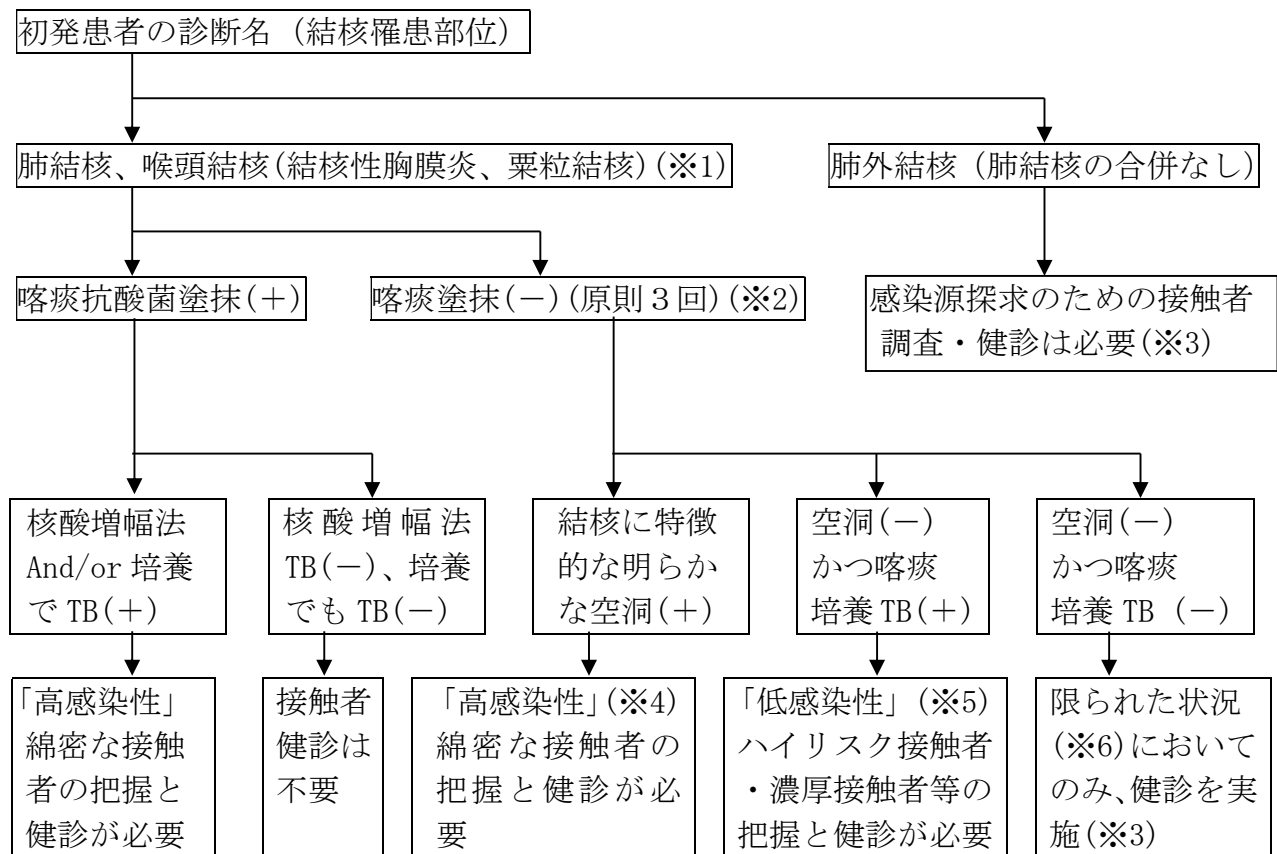 初発患者の診断名（結核罹患部位）
肺結核、喉頭結核(結核性胸膜炎、粟粒結核)(※1)
肺外結核（肺結核の合併なし）
喀痰抗酸菌塗抹(＋)
喀痰塗抹(－)(原則３回)(※2)
感染源探求のための接触者
調査・健診は必要(※3)
核酸増幅法
And/or 培養
で TB(＋)
核酸増幅法
TB(－)、培養
でも TB(－)
結核に特徴
的な明らか
な空洞(＋)
空洞(－)
かつ喀痰
培養 TB(＋)
空洞(－)
かつ喀痰
培養 TB (－)
「高感染性」
綿密な接触
者の把握と
健診が必要
接触者
健診は
不要
「高感染性」(※4)
綿密な接触者の
把握と健診が必
要
「低感染性」(※5)
ハイリスク接触者
・濃厚接触者等の
把握と健診が必要
限られた状況
(※6)において
のみ、健診を実
施(※3)